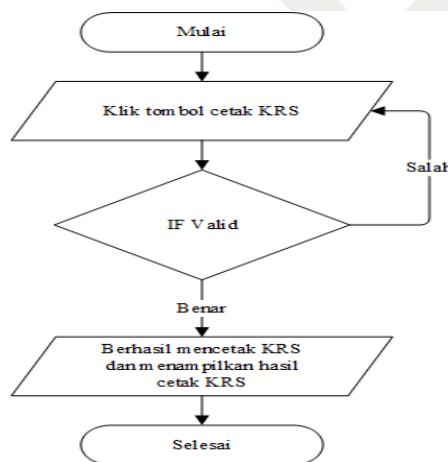 Mulai
Klik tombol cetak KRS
Salah
IF Valid
Benar
Berhasil mencetak KRS
dan menampilkan hasil
cetak KRS
Selesai